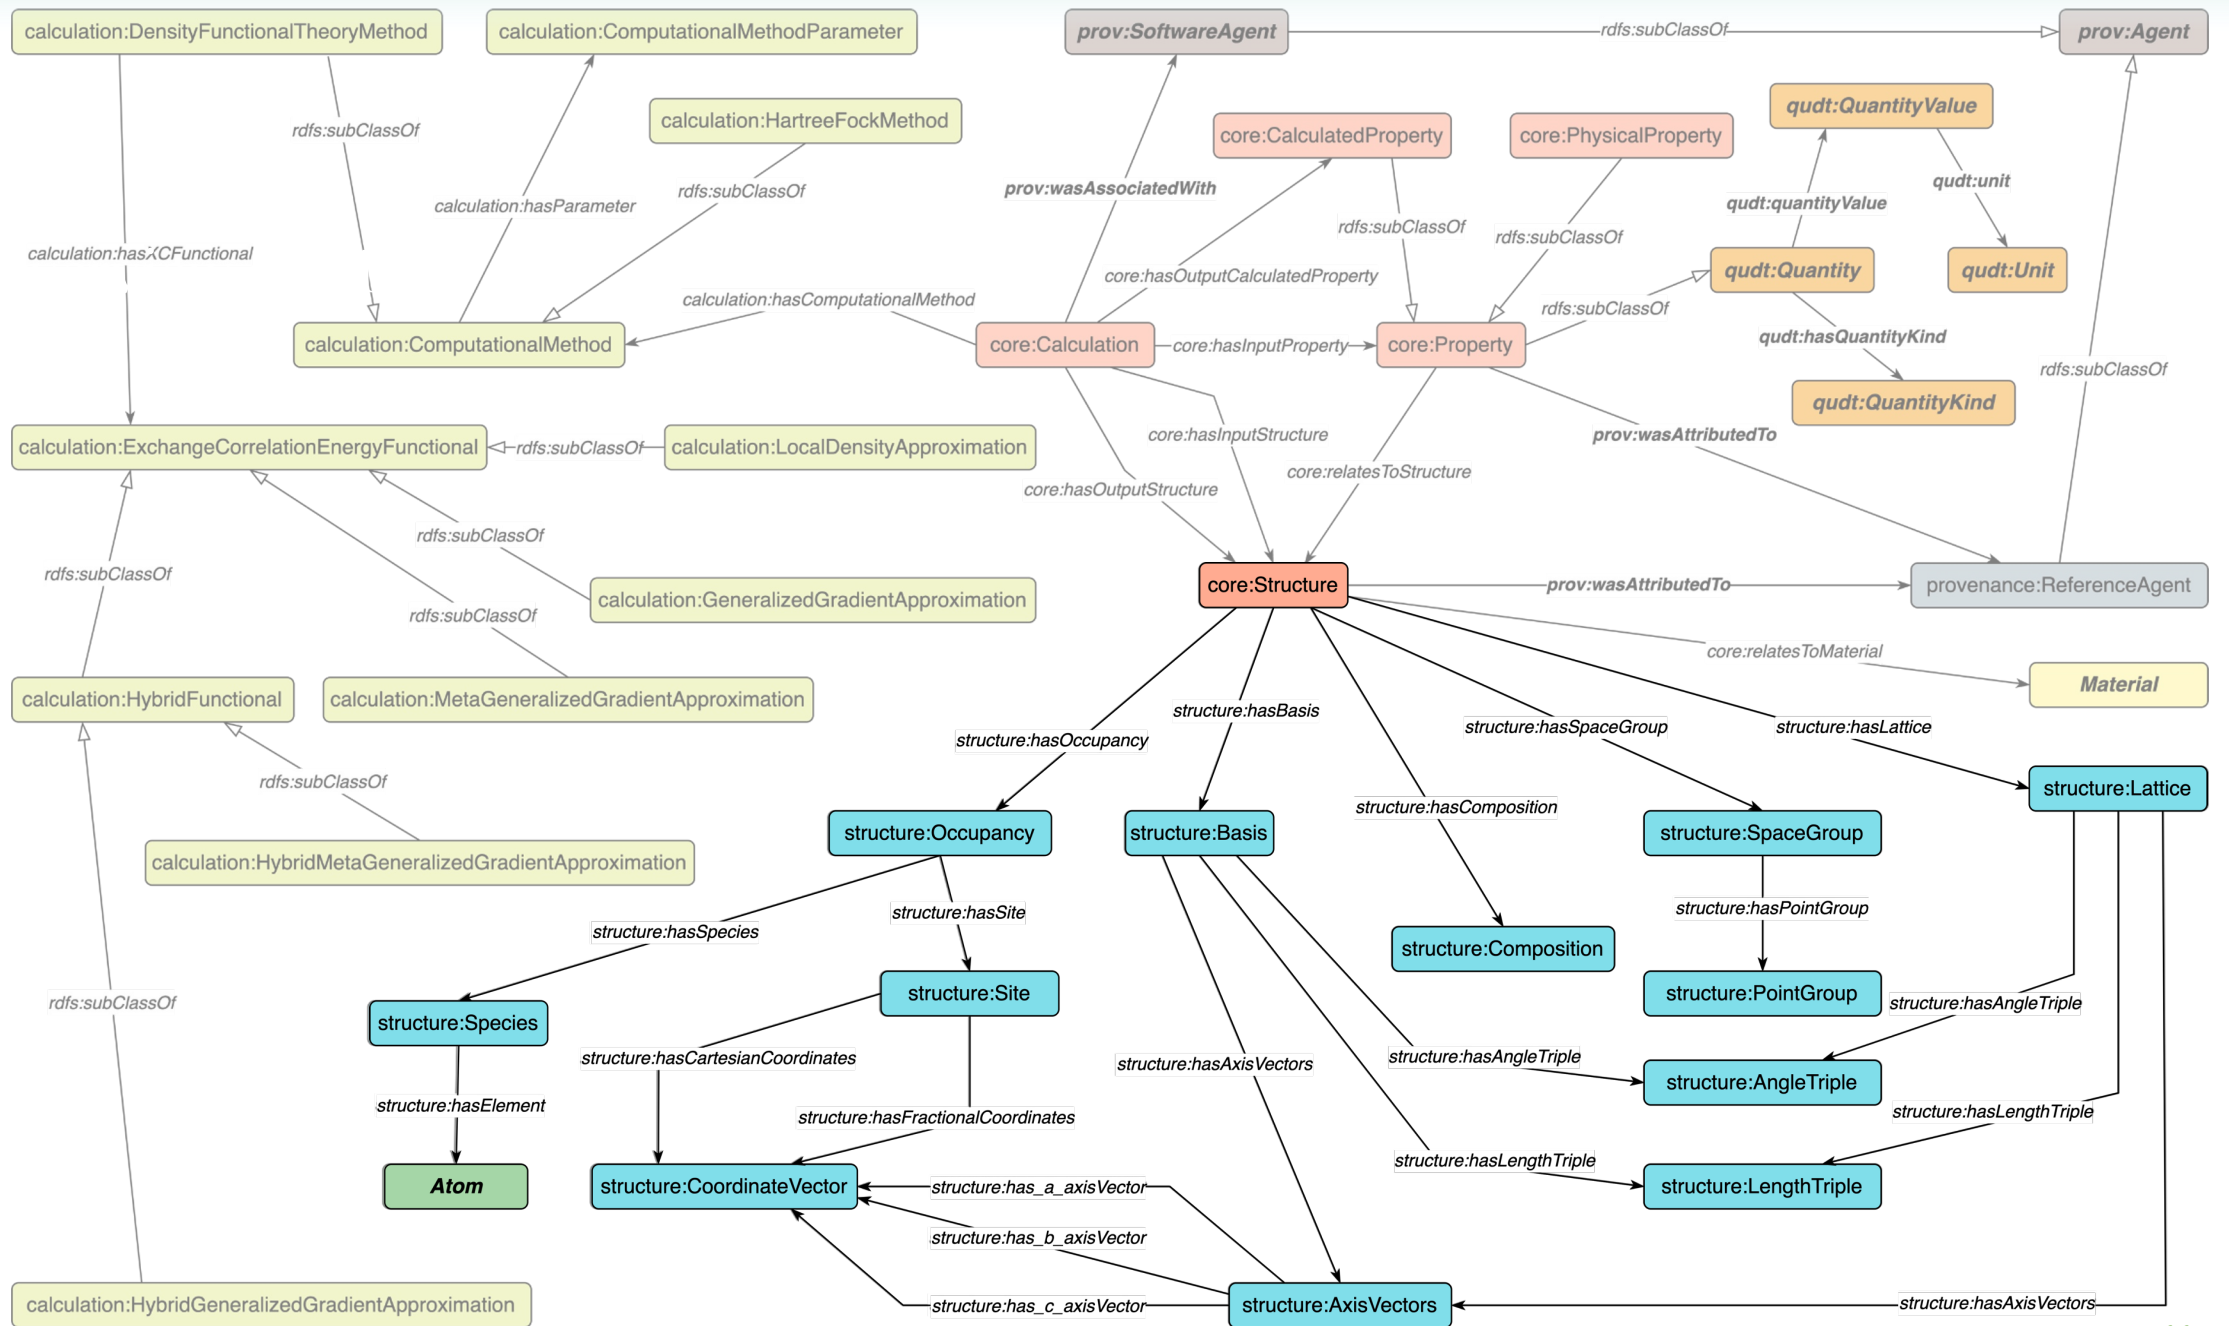 calculation:DensityFunctionalTheoryMethod
calculation:ComputationalMethodParameter
prov:SoftwareAgent
rdfs:subClassOf
prov:Agent
qudt:QuantityValue
calculation:HartreeFockMethod
rdfs:subClassOf
core:CalculatedProperty
core:PhysicalProperty
qudt:unit
prov:wasAssociatedWith
rdfs:subClassOf
calculation:hasParameter
qudt:quantityValue
rdfs:subClassOf
rdfs:subClassOf
calculation:hasXCFunctional
qudt:Quantity
qudt:Unit
core:hasOutputCalculatedProperty
calculation:hasComputationalMethod
rdfs:subClassOf
qudt:hasQuantityKind
calculation:ComputationalMethod
core:Calculation
core:hasInputProperty
core:Property
rdfs:subClassOf
qudt:QuantityKind
core:hasInputStructure
prov:wasAttributedTo
calculation:ExchangeCorrelationEnergyFunctional
rdfs:subClassOf
calculation:LocalDensityApproximation
core:relatesToStructure
core:hasOutputStructure
rdfs:subClassOf
rdfs:subClassOf
core:Structure
prov:wasAttributedTo
provenance:ReferenceAgent
calculation:GeneralizedGradientApproximation
rdfs:subClassOf
core:relatesToMaterial
Material
calculation:HybridFunctional
calculation:MetaGeneralizedGradientApproximation
structure:hasBasis
structure:hasSpaceGroup
structure:hasLattice
structure:hasOccupancy
rdfs:subClassOf
structure:Lattice
structure:hasComposition
structure:Occupancy
structure:Basis
structure:SpaceGroup
calculation:HybridMetaGeneralizedGradientApproximation
structure:hasPointGroup
structure:hasSite
structure:hasSpecies
structure:Composition
structure:Site
structure:PointGroup
rdfs:subClassOf
structure:hasAngleTriple
structure:Species
structure:hasCartesianCoordinates
structure:hasAxisVectors
structure:hasAngleTriple
structure:AngleTriple
structure:hasElement
structure:hasFractionalCoordinates
structure:hasLengthTriple
structure:hasLengthTriple
Atom
structure:CoordinateVector
structure:has_a_axisVector
structure:LengthTriple
structure:has_b_axisVector
calculation:HybridGeneralizedGradientApproximation
structure:has_c_axisVector
structure:AxisVectors
structure:hasAxisVectors